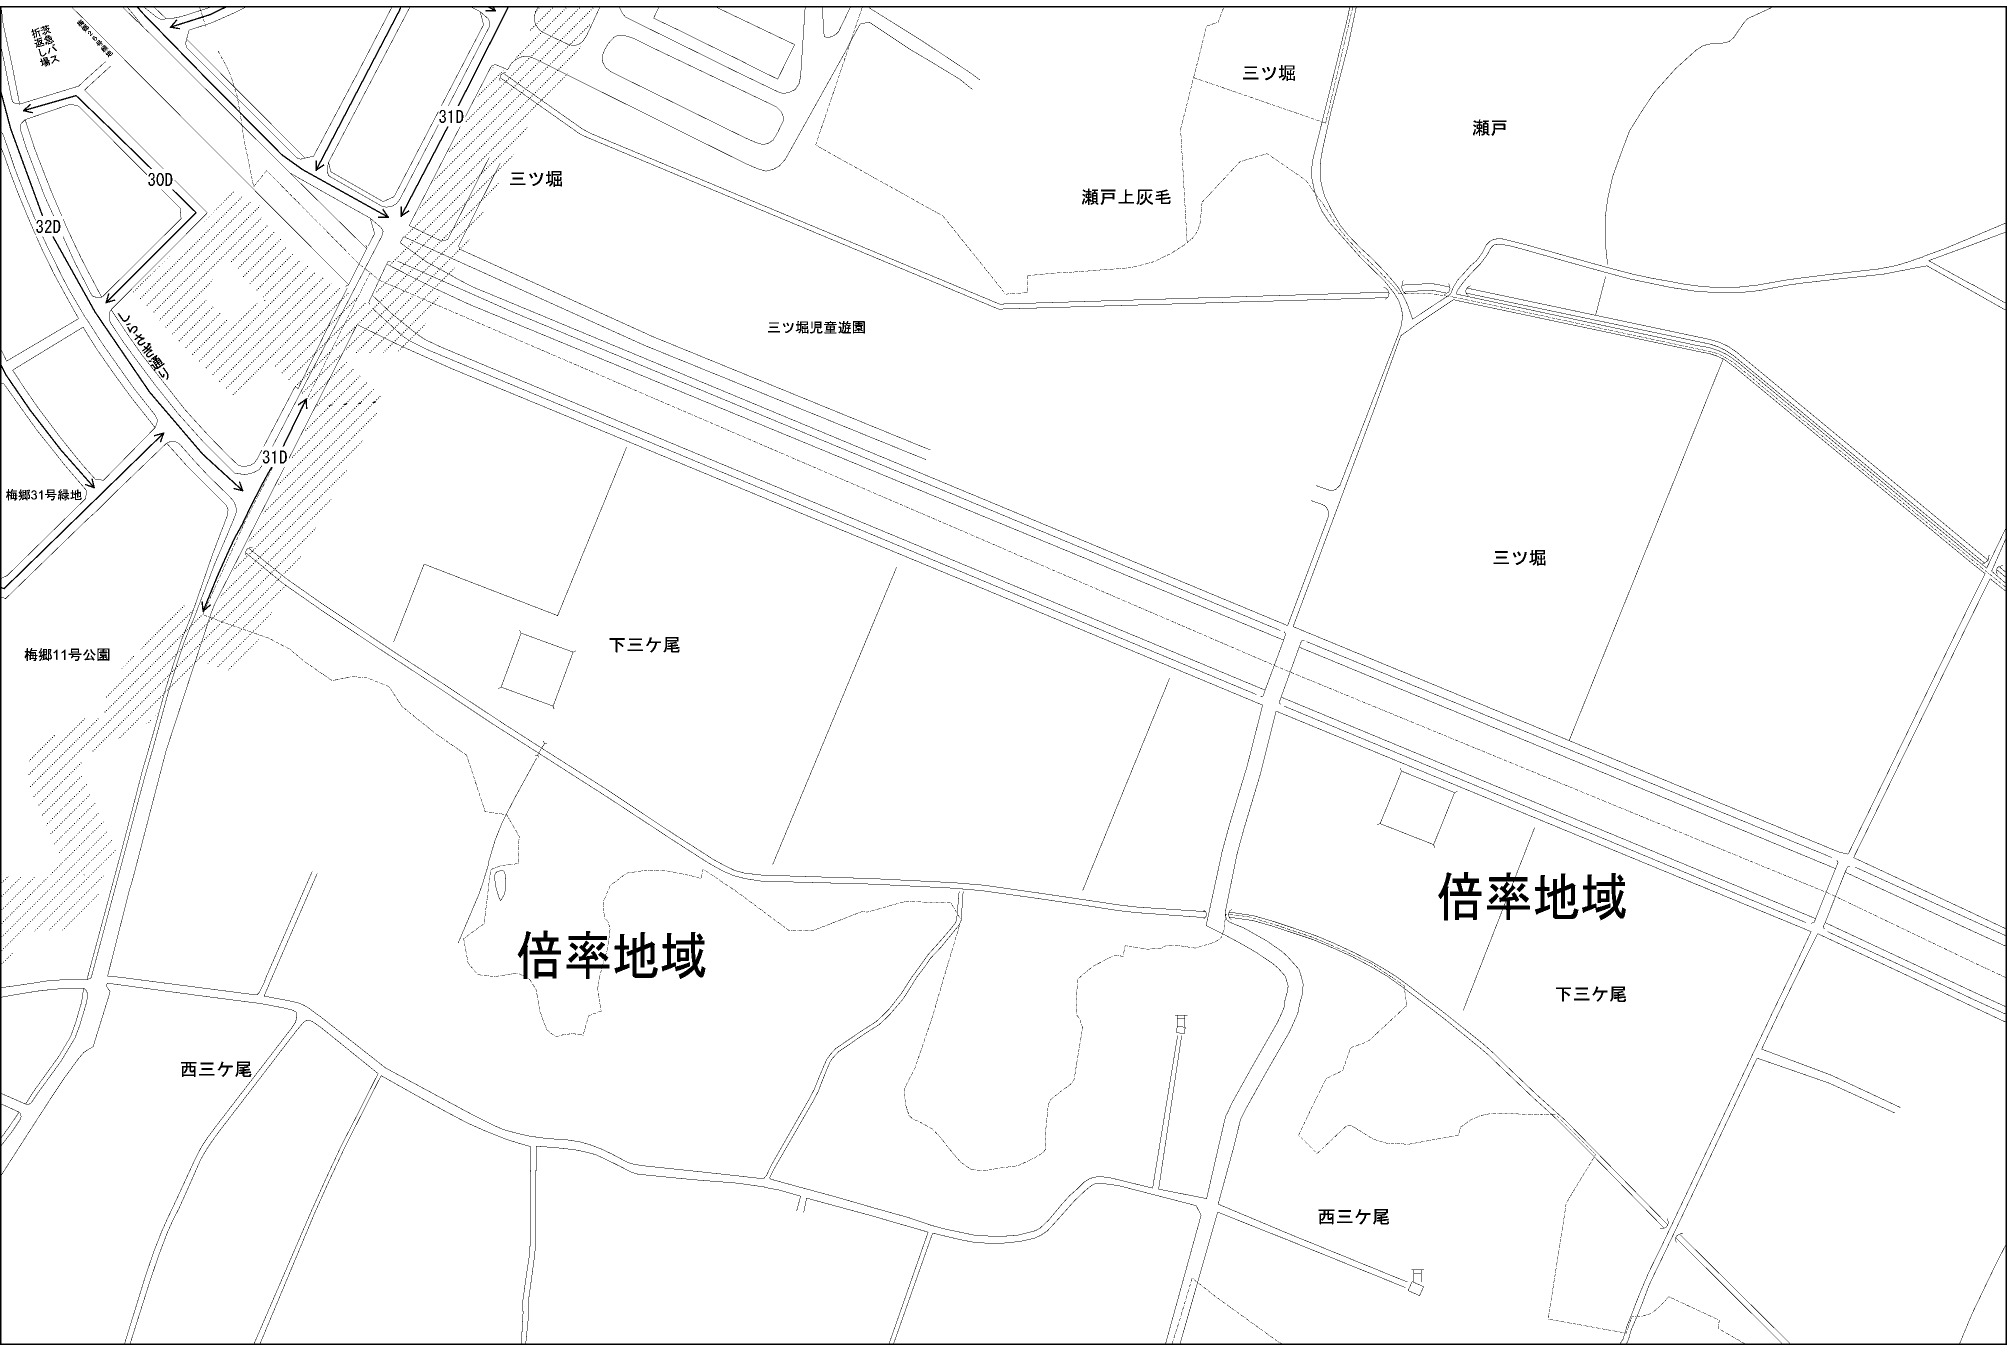 茨急バス
折返し場
三ツ堀
31D
瀬戸
30D
三ツ堀
瀬戸上灰毛
32D
三ツ堀児童遊園
31D
梅郷31号緑地
三ツ堀
下三ケ尾
梅郷11号公園
倍率地域
倍率地域
下三ケ尾
西三ケ尾
西三ケ尾